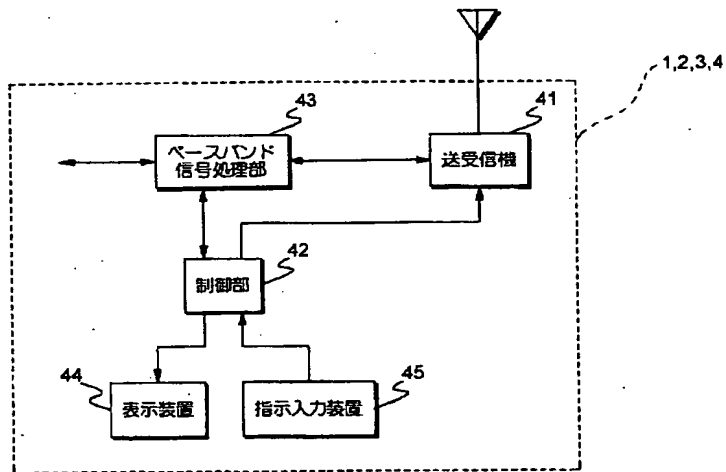 1,2,3,4
43
41
ベースバンド
信号処理部
送受信機
42
制御部
44
45
表示装置
指示入力装置